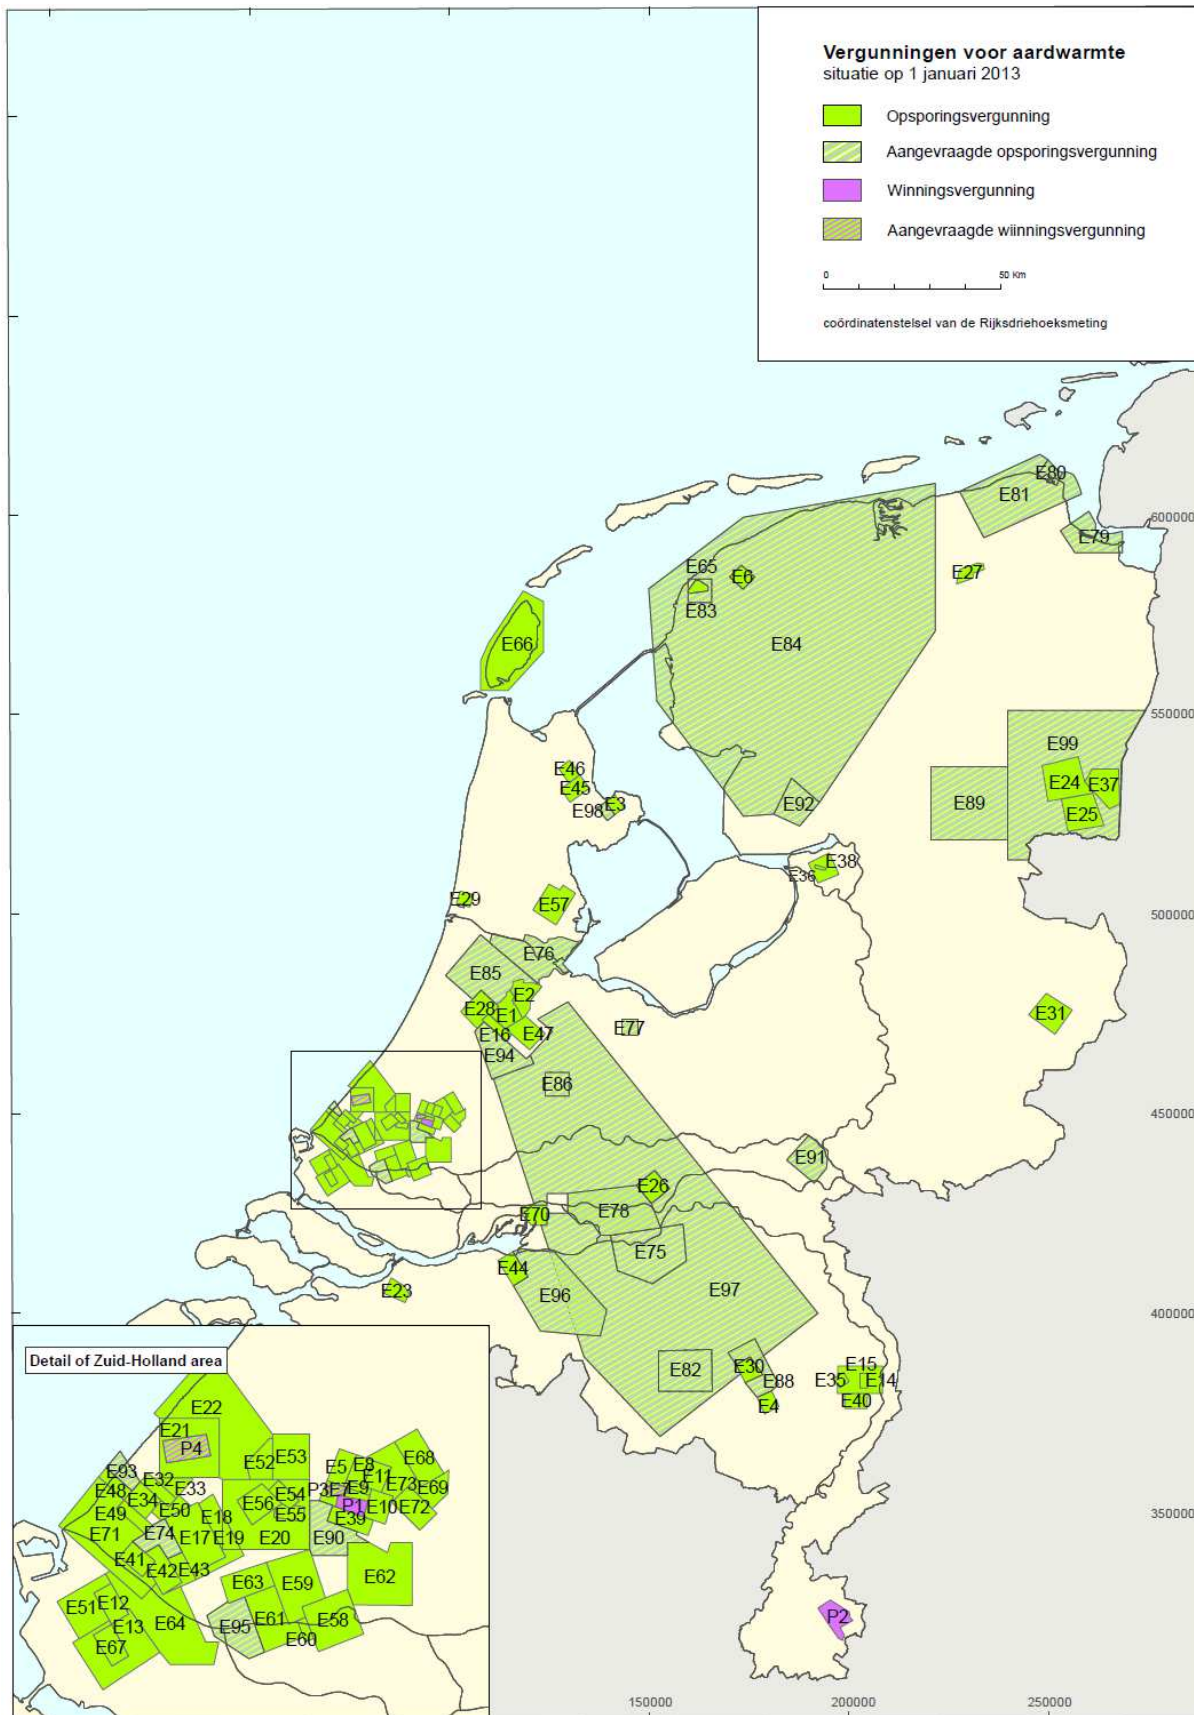 Vergunningen voor aardwarmte
situatie op 1 januari 2013
Opsporingsvergunning
Aangevraagde opsporingsvergunning
Winningsvergunning
Aangevraagde wiinningsvergunning
0 50 Km
coördinatenstelsel van de Rijksdriehoeksmeting
E80
E81
600000
E79
E65
E6
E27
E83
E66
E84
550000
E99
E46
E24
E37
E45
E98
E3
E92
E89
E25
E38
E36
E29
E57
500000
E76
E85
E2
E28
E1
E31
E16
E47
E77
E94
E86
450000
E91
E26
E70
E78
E75
E44
E23
E96
E97
400000
Detail of Zuid-Holland area
E82
E30
E88
E15
E35
E14
E4
E40
E22
E21
P4
E52
E53
E5
E8
E68
E93
E32
E33
E11
E48
E34
E54
P3
E7
E9
E73
E69
E49
E50
E56
P1
E10
E72
E18
E55
E39
E71
E74
E17
E19
E20
E90
E41
E42
E43
E63
E59
E62
E51
E12
E13
E64
E95
E61
E58
E67
E60
350000
P2
150000
200000
250000